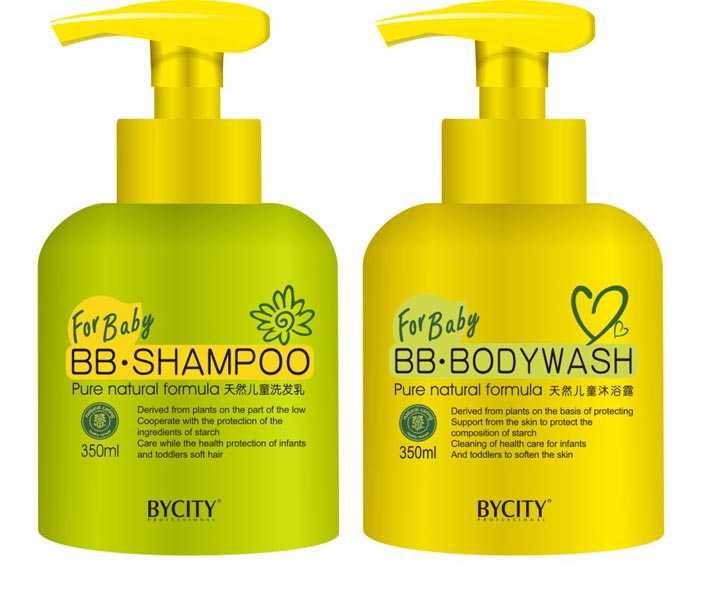 For Baby
BB·SHAMPOO
Pure natural formula 天然儿童洗发乳
natural caring
Derived from plants on the part of the low
Cooperate with the protection of the
ingredients of starch
Care while the health protection of infants
and toddlers soft hair
350ml
BYCITY®
PROFESSIONAL
For Baby
BB·BODYWASH
Pure natural formula 天然儿童沐浴露
natural caring
Derived from plants on the basis of protecting
Support from the skin to protect the
composition of starch
Cleaning of health care for infants
And toddlers to soften the skin
350ml
BYCITY®
PROFESSIONAL